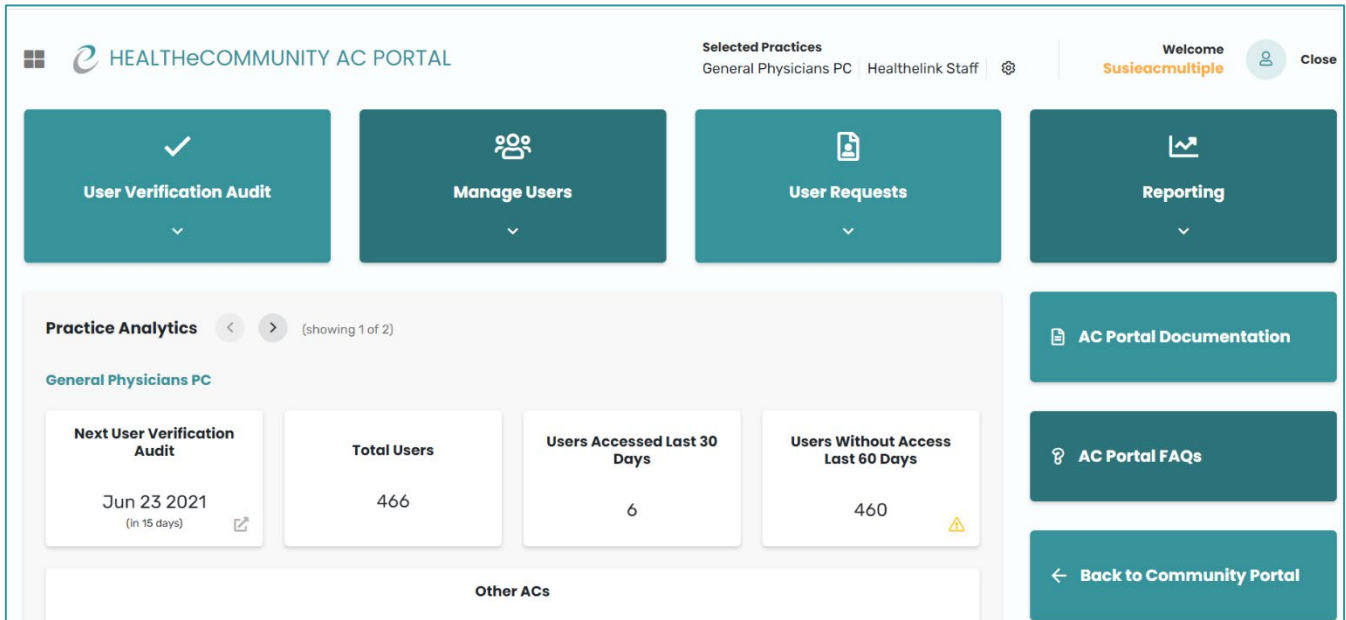 HEALTHeCOMMUNITY AC PORTAL
Selected Practices
General Physicians PC Healthelink Staff
Welcome
Susieacmultiple
Close
User Verification Audit
Manage Users
User Requests
Reporting
Practice Analytics (showing 1 of 2)
General Physicians PC
Next User Verification
Audit
Jun 23 2021
(in 15 days)
Total Users
466
Users Accessed Last 30
Days
6
Users Without Access
Last 60 Days
460
Other ACs
AC Portal Documentation
AC Portal FAQs
Back to Community Portal